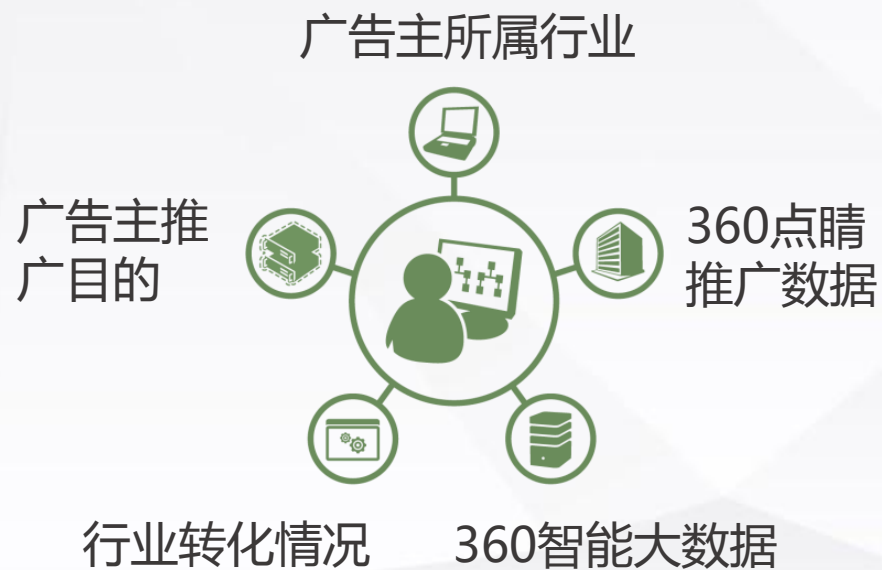 广告主所属行业
广告主推
广目的
360点睛
推广数据
行业转化情况
360智能大数据